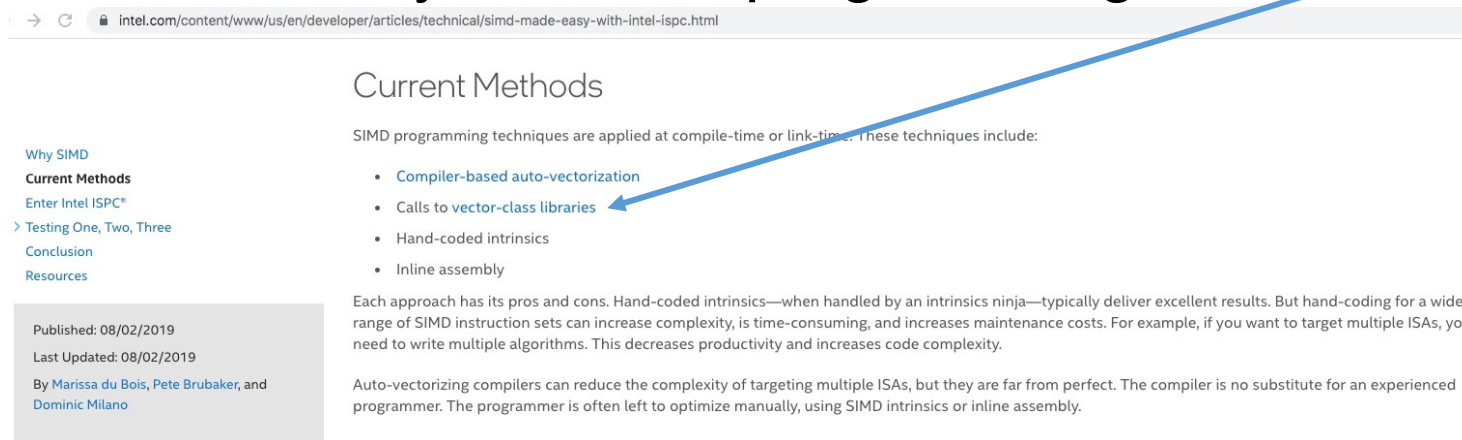 intel.com/content/www/us/en/developer/articles/technical/simd-made-easy-with-intel-ispc.html
Current Methods
SIMD programming techniques are applied at compile-time or link-time. These techniques include:
• Compiler-based auto-vectorization
• Calls to vector-class libraries
• Hand-coded intrinsics
• Inline assembly
Each approach has its pros and cons. Hand-coded intrinsics—when handled by an intrinsics ninja—typically deliver excellent results. But hand-coding for a wide
range of SIMD instruction sets can increase complexity, is time-consuming, and increases maintenance costs. For example, if you want to target multiple ISAs, yo
need to write multiple algorithms. This decreases productivity and increases code complexity.
Auto-vectorizing compilers can reduce the complexity of targeting multiple ISAs, but they are far from perfect. The compiler is no substitute for an experienced
programmer. The programmer is often left to optimize manually, using SIMD intrinsics or inline assembly.
Why SIMD
Current Methods
Enter Intel ISPC®
> Testing One, Two, Three
Conclusion
Resources
Published: 08/02/2019
Last Updated: 08/02/2019
By Marissa du Bois, Pete Brubaker, and
Dominic Milano